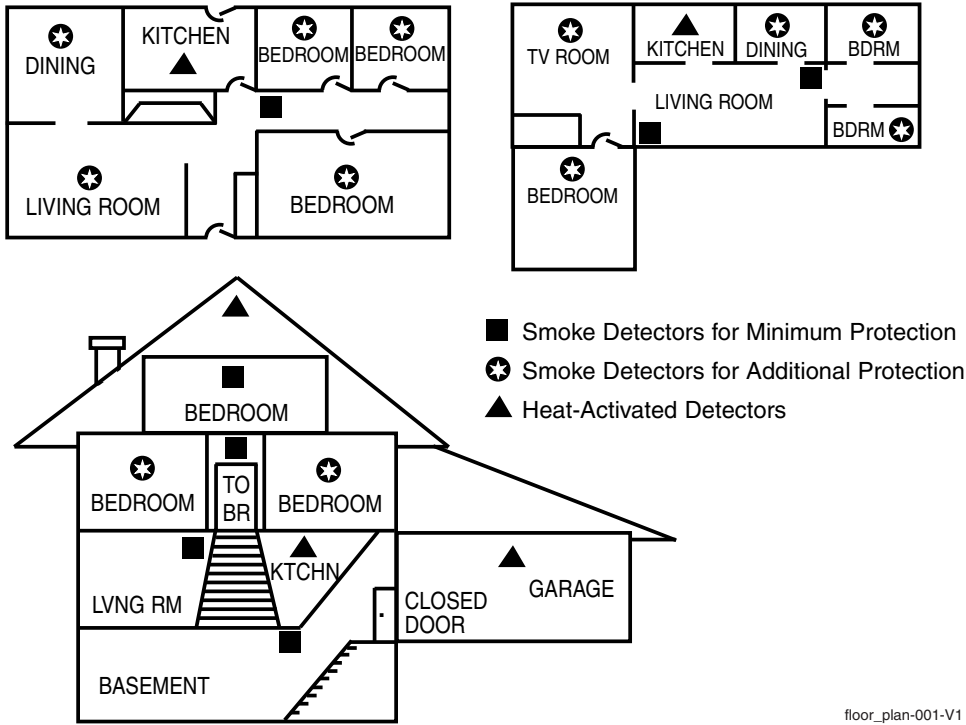 DINING
KITCHEN
BEDROOM
BEDROOM
LIVING ROOM
BEDROOM
TV ROOM
KITCHEN
DINING
BDRM
LIVING ROOM
BDRM
BEDROOM
Smoke Detectors for Minimum Protection
Smoke Detectors for Additional Protection
Heat-Activated Detectors
BEDROOM
BEDROOM
TO
BR
BEDROOM
LVNG RM
KTCHN
CLOSED
DOOR
GARAGE
BASEMENT
floor_plan-001-V1